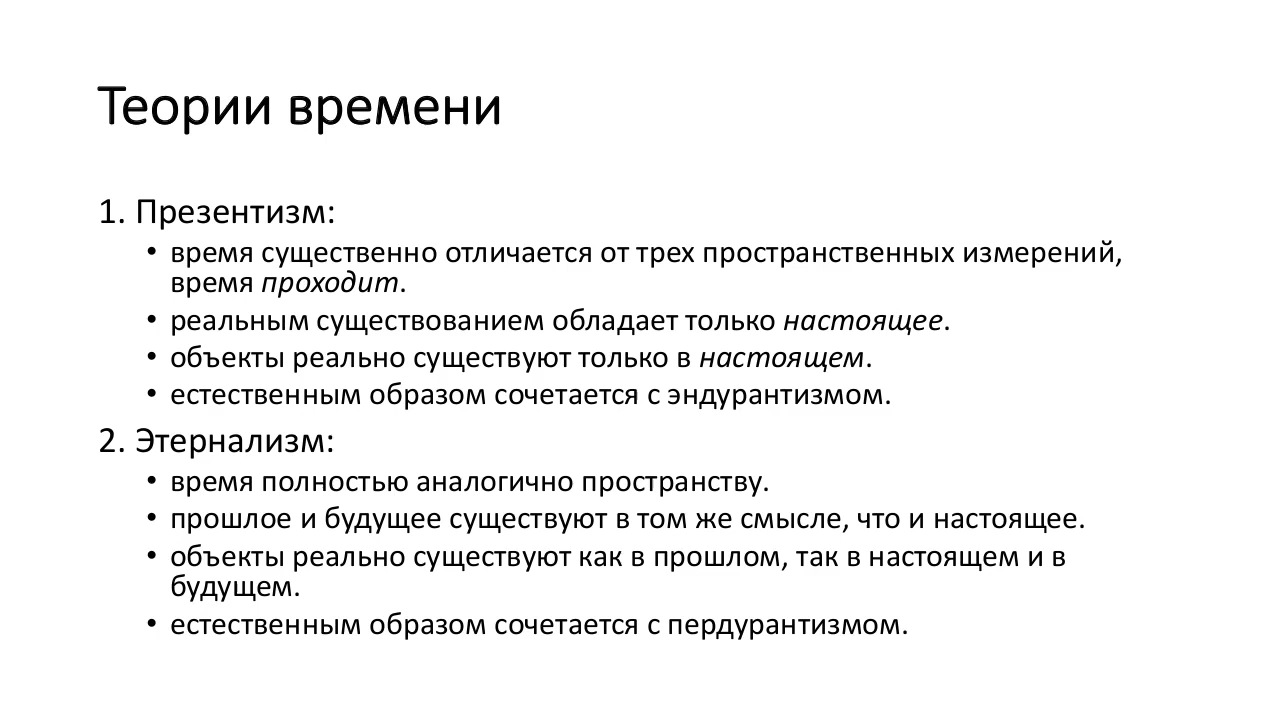 Теории времени
1. Презентизм:
• время существенно отличается от трех пространственных измерений,
время проходит.
• реальным существованием обладает только настоящее.
• объекты реально существуют только в настоящем.
• естественным образом сочетается с эндурантизмом.
2. Этернализм:
• время полностью аналогично пространству.
• прошлое и будущее существуют в том же смысле, что и настоящее.
• объекты реально существуют как в прошлом, так в настоящем и в
будущем.
• естественным образом сочетается с пердурантизмом.